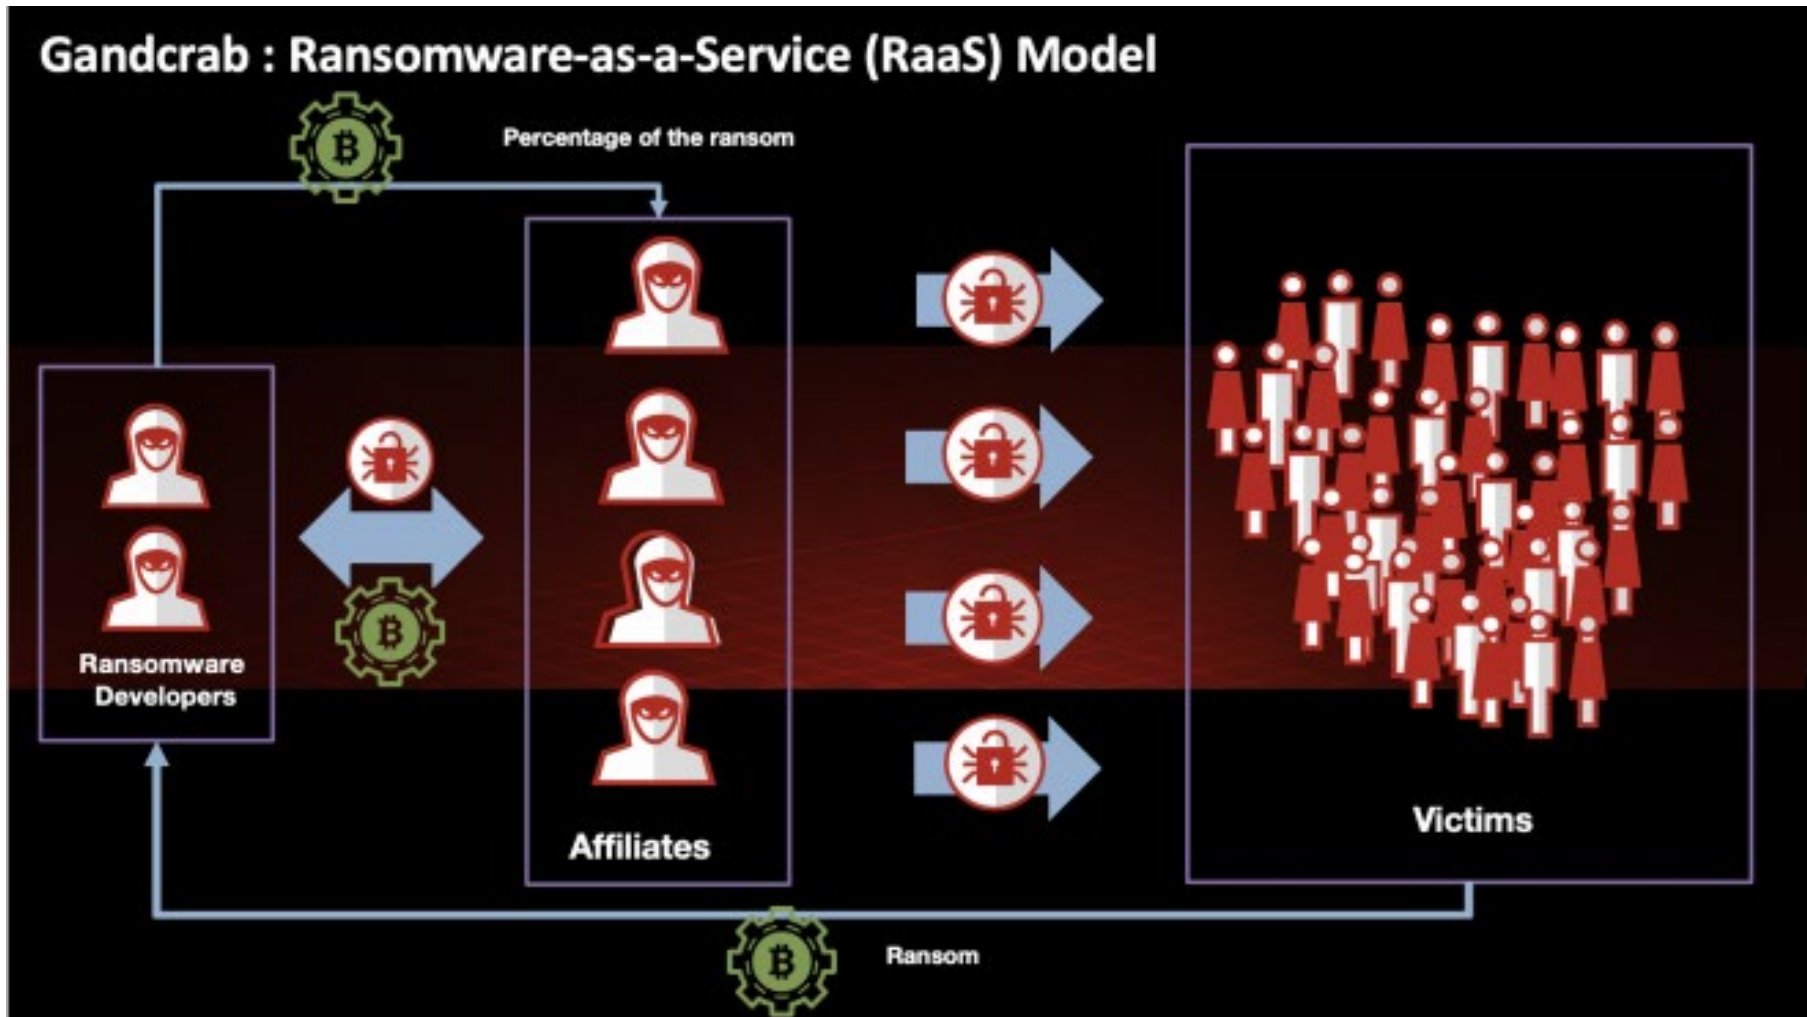 Gandcrab : Ransomware-as-a-Service (RaaS) Model
Percentage of the ransom
Ransomware
Developers
Affiliates
Victims
Ransom